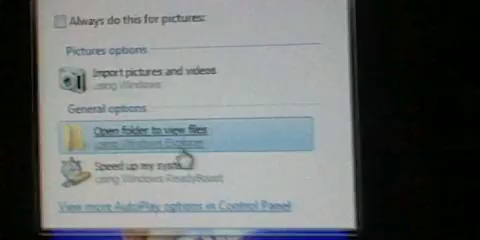 Always do this for pictures:
Pictures options
Import pictures and videos
using Windows
General options
Open folder to view files
using Windows Explorer
Speed up my system
using Windows ReadyBoost
View more AutoPlay options in Control Panel